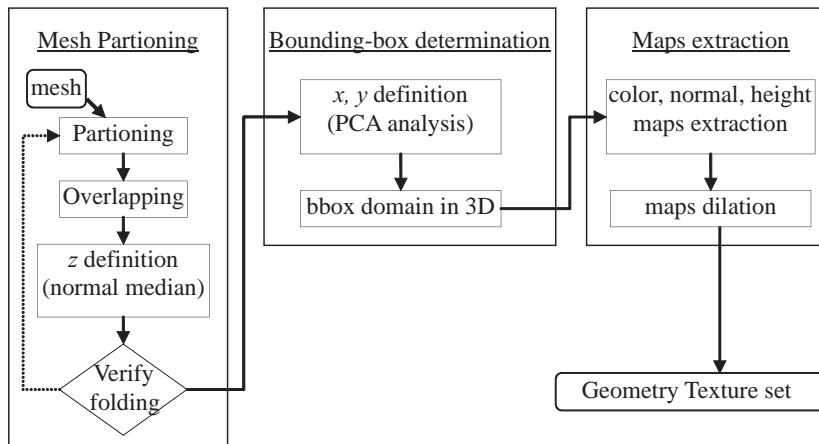 Mesh Partioning
mesh
Partioning
Overlapping
z definition
(normal median)
Verify
folding
Bounding-box determination
x, y definition
(PCA analysis)
bbox domain in 3D
Maps extraction
color, normal, height
maps extraction
maps dilation
Geometry Texture set